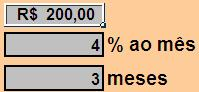 R$ 200,00
4 % ao mês
3 meses